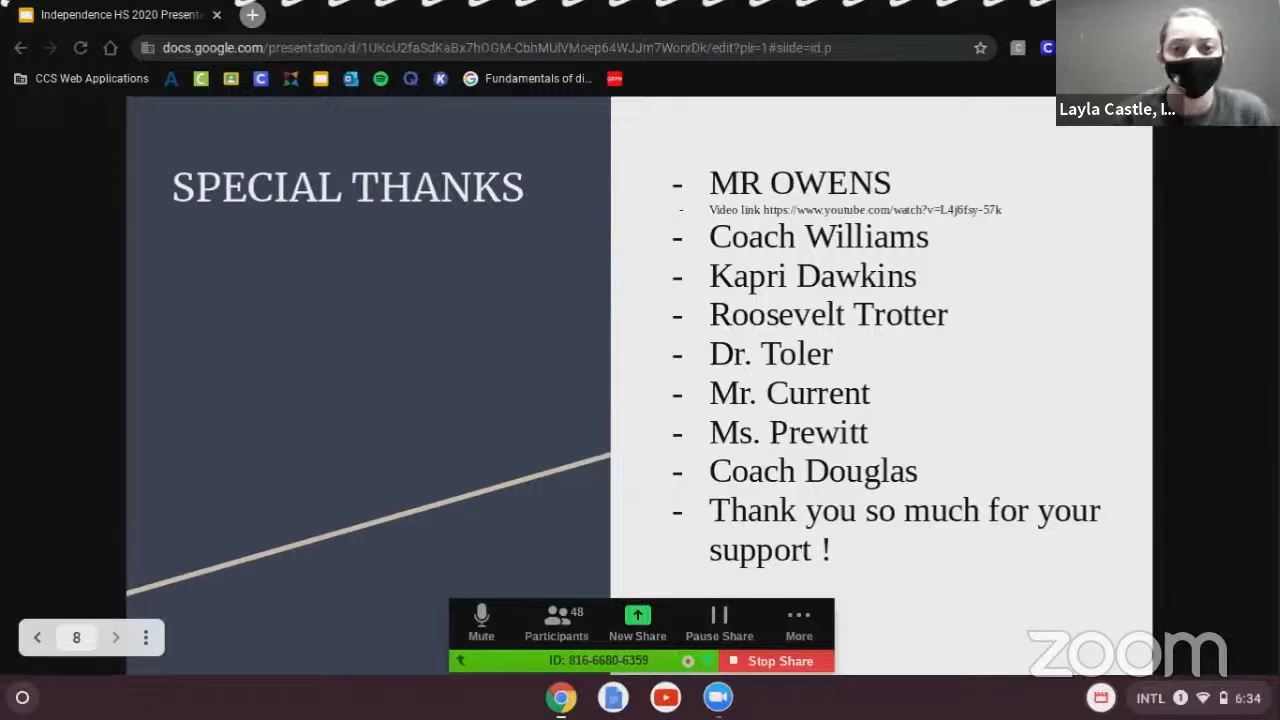 Independence HS 2020 Presenta
docs.google.com/presentation/d/1UKcU2faSdKaBx7hOGM-CbhMUlVMoep64WJJm7WorxDk/edit?pli=1#slide=id.p
CCS Web Applications
Fundamentals of di...
Layla Castle, I...
SPECIAL THANKS
- MR OWENS
- Video link https://www.youtube.com/watch?v=L4j6fsy-57k
- Coach Williams
- Kapri Dawkins
- Roosevelt Trotter
- Dr. Toler
- Mr. Current
- Ms. Prewitt
- Coach Douglas
- Thank you so much for your
support !
8
48
Mute Participants New Share Pause Share More
ID: 816-6680-6359 Stop Share
zoom
INTL 1 6:34